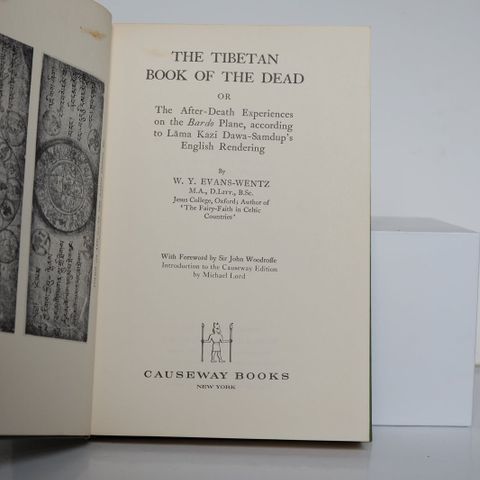 THE TIBETAN
BOOK OF THE DEAD
OR
The After-Death Experiences
on the Bardo Plane, according
to Lāma Kazi Dawa-Samdup's
English Rendering
By
W. Y. EVANS-WENTZ
M.A., D.LITT., B.Sc.
Jesus College, Oxford; Author of
'The Fairy-Faith in Celtic
Countries'
With Foreword by Sir John Woodroffe
Introduction to the Causeway Edition
by Michael Lord
CAUSEWAY BOOKS
NEW YORK